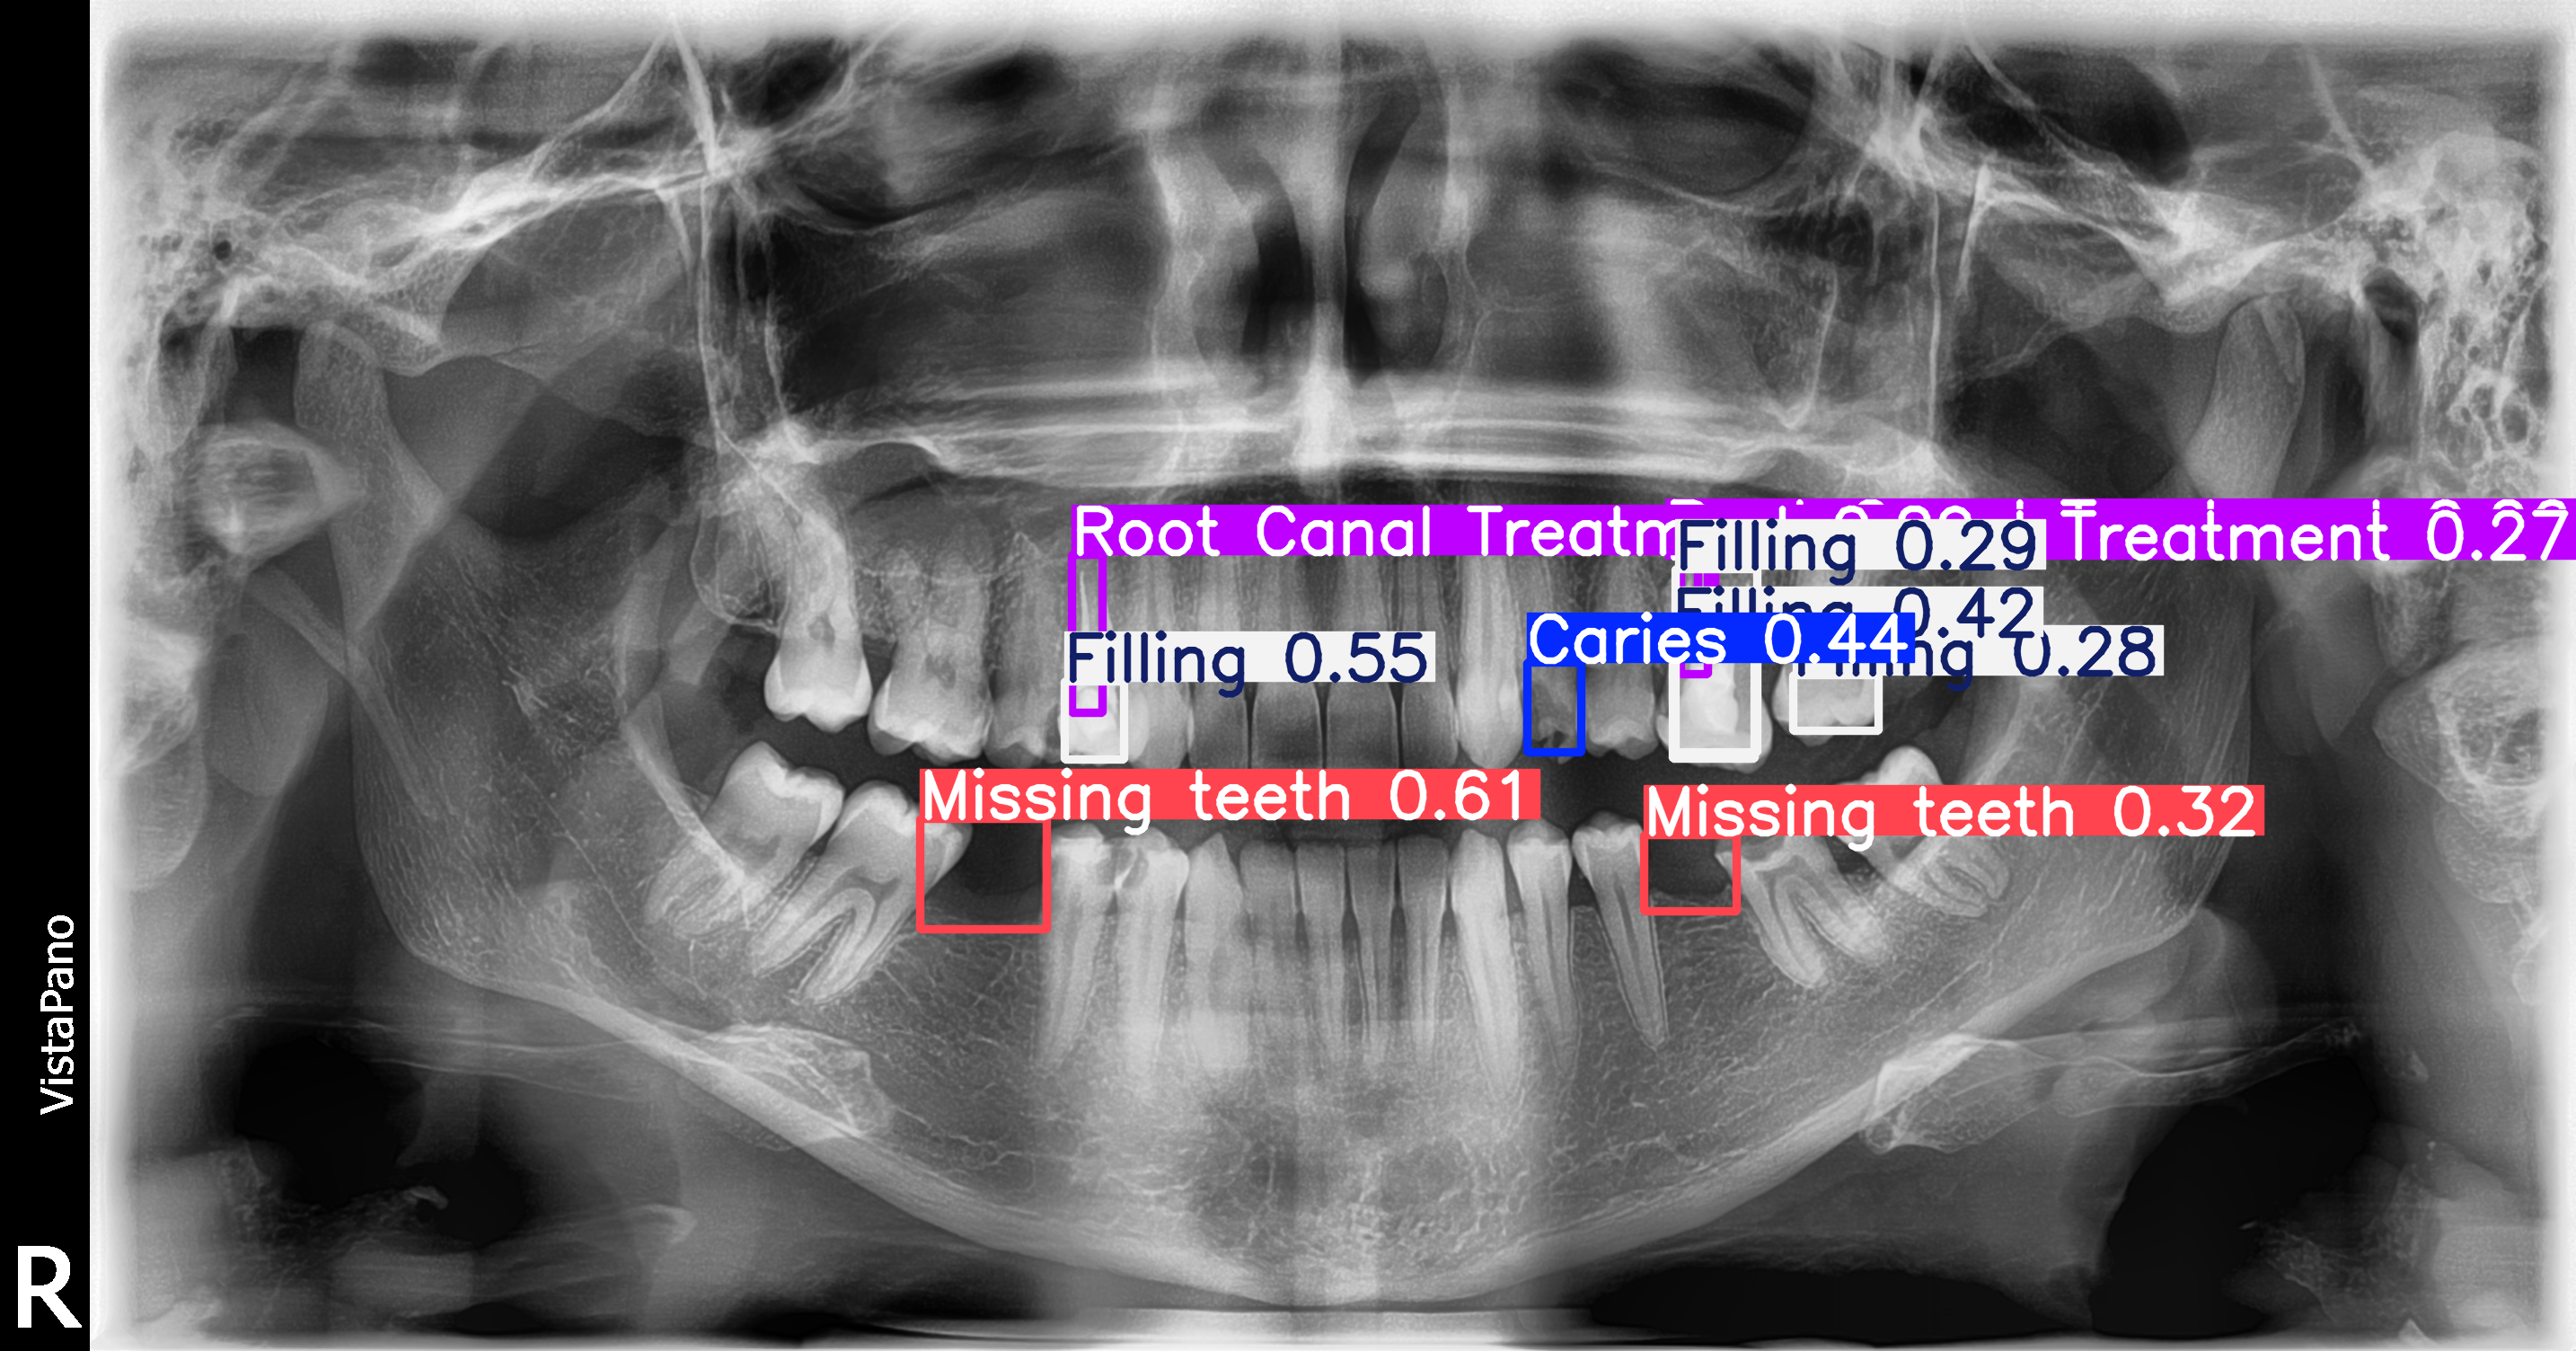 Root Canal Treatm
Treatment 0.27
Filling 0.29
Filling 0.42
Caries 0.44
Filling 0.55
0.28
Missing teeth 0.61
Missing teeth 0.32
VistaPano
R